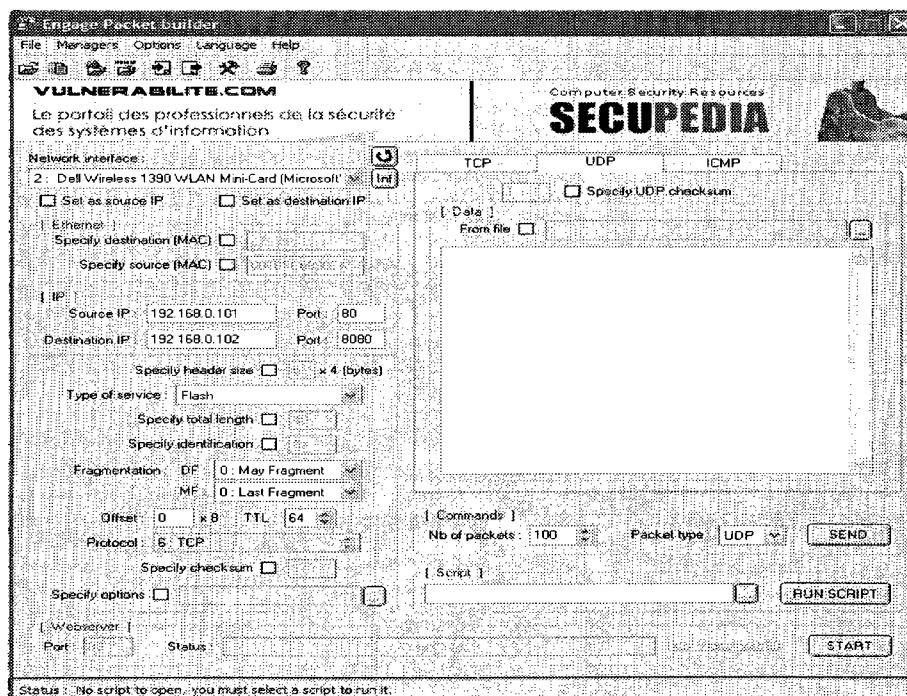 Engage Packet builder
File Managers Options Language Help
VULNERABILITE.COM
Le portail des professionnels de la sécurité
des systèmes d'information
Computer Security Resources
SECUPEDIA
Network interface :
2 : Dell Wireless 1390 WLAN Mini-Card (Microsoft'
Inf
Set as source IP Set as destination IP
[ Ethernet ]
Specify destination (MAC)
Specify source (MAC)
[ IP ]
Source IP : 192.168.0.101 Port : 80
Destination IP : 192.168.0.102 Port : 8080
Specify header size x 4 (bytes)
Type of service : Flash
Specify total length
Specify identification
Fragmentation DF : 0 : May Fragment
MF : 0 : Last Fragment
Offset : 0 x 8 TTL : 64
Protocol : 6 : TCP
Specify checksum
Specify options ...
[ Webserver ]
Port Status :
TCP UDP ICMP
Specify UDP checksum
[ Data ]
From file ...
[ Commands ]
Nb of packets : 100 Packet type UDP SEND
[ Script ]
... RUN SCRIPT
START
Status : No script to open, you must select a script to run it.